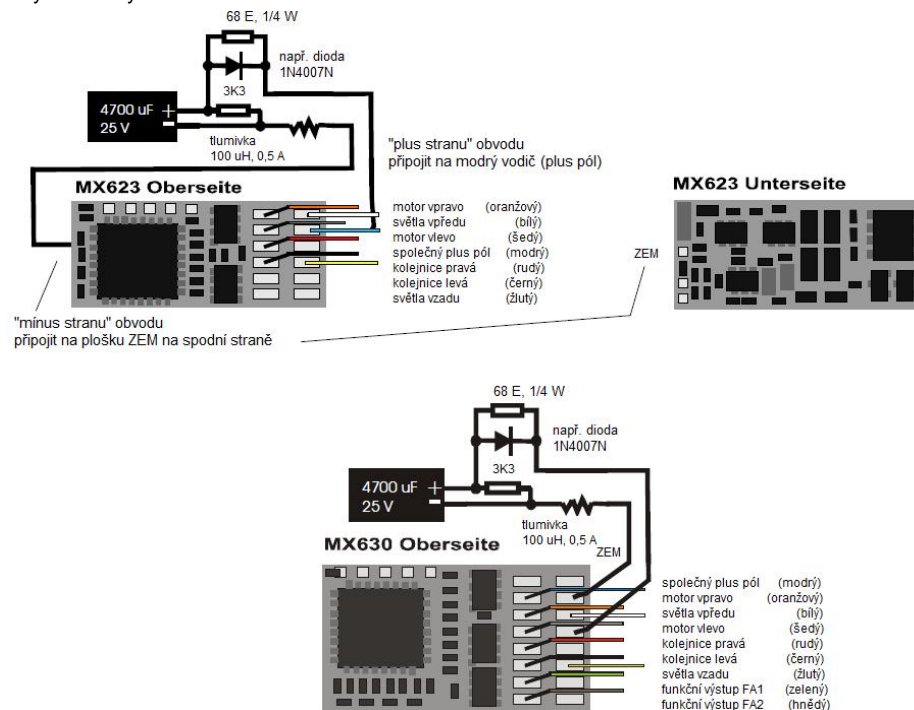 68 E, 1/4 W
např. dioda
1N4007N
3K3
4700 uF +
25 V -
tlumivka
100 uH, 0,5 A
"plus stranu" obvodu
připojit na modrý vodič (plus pól)
MX623 Oberseite
motor vpravo (oranžový)
světla vpředu (bílý)
motor vlevo (šedý)
společný plus pól (modrý)
kolejnice pravá (rudý)
kolejnice levá (černý)
světla vzadu (žlutý)
MX623 Unterseite
ZEM
"mínus stranu" obvodu
připojit na plošku ZEM na spodní straně
68 E, 1/4 W
např. dioda
1N4007N
3K3
4700 uF +
25 V -
tlumivka
100 uH, 0,5 A
ZEM
MX630 Oberseite
společný plus pól (modrý)
motor vpravo (oranžový)
světla vpředu (bílý)
motor vlevo (šedý)
kolejnice pravá (rudý)
kolejnice levá (černý)
světla vzadu (žlutý)
funkční výstup FA1 (zelený)
funkční výstup FA2 (hnědý)